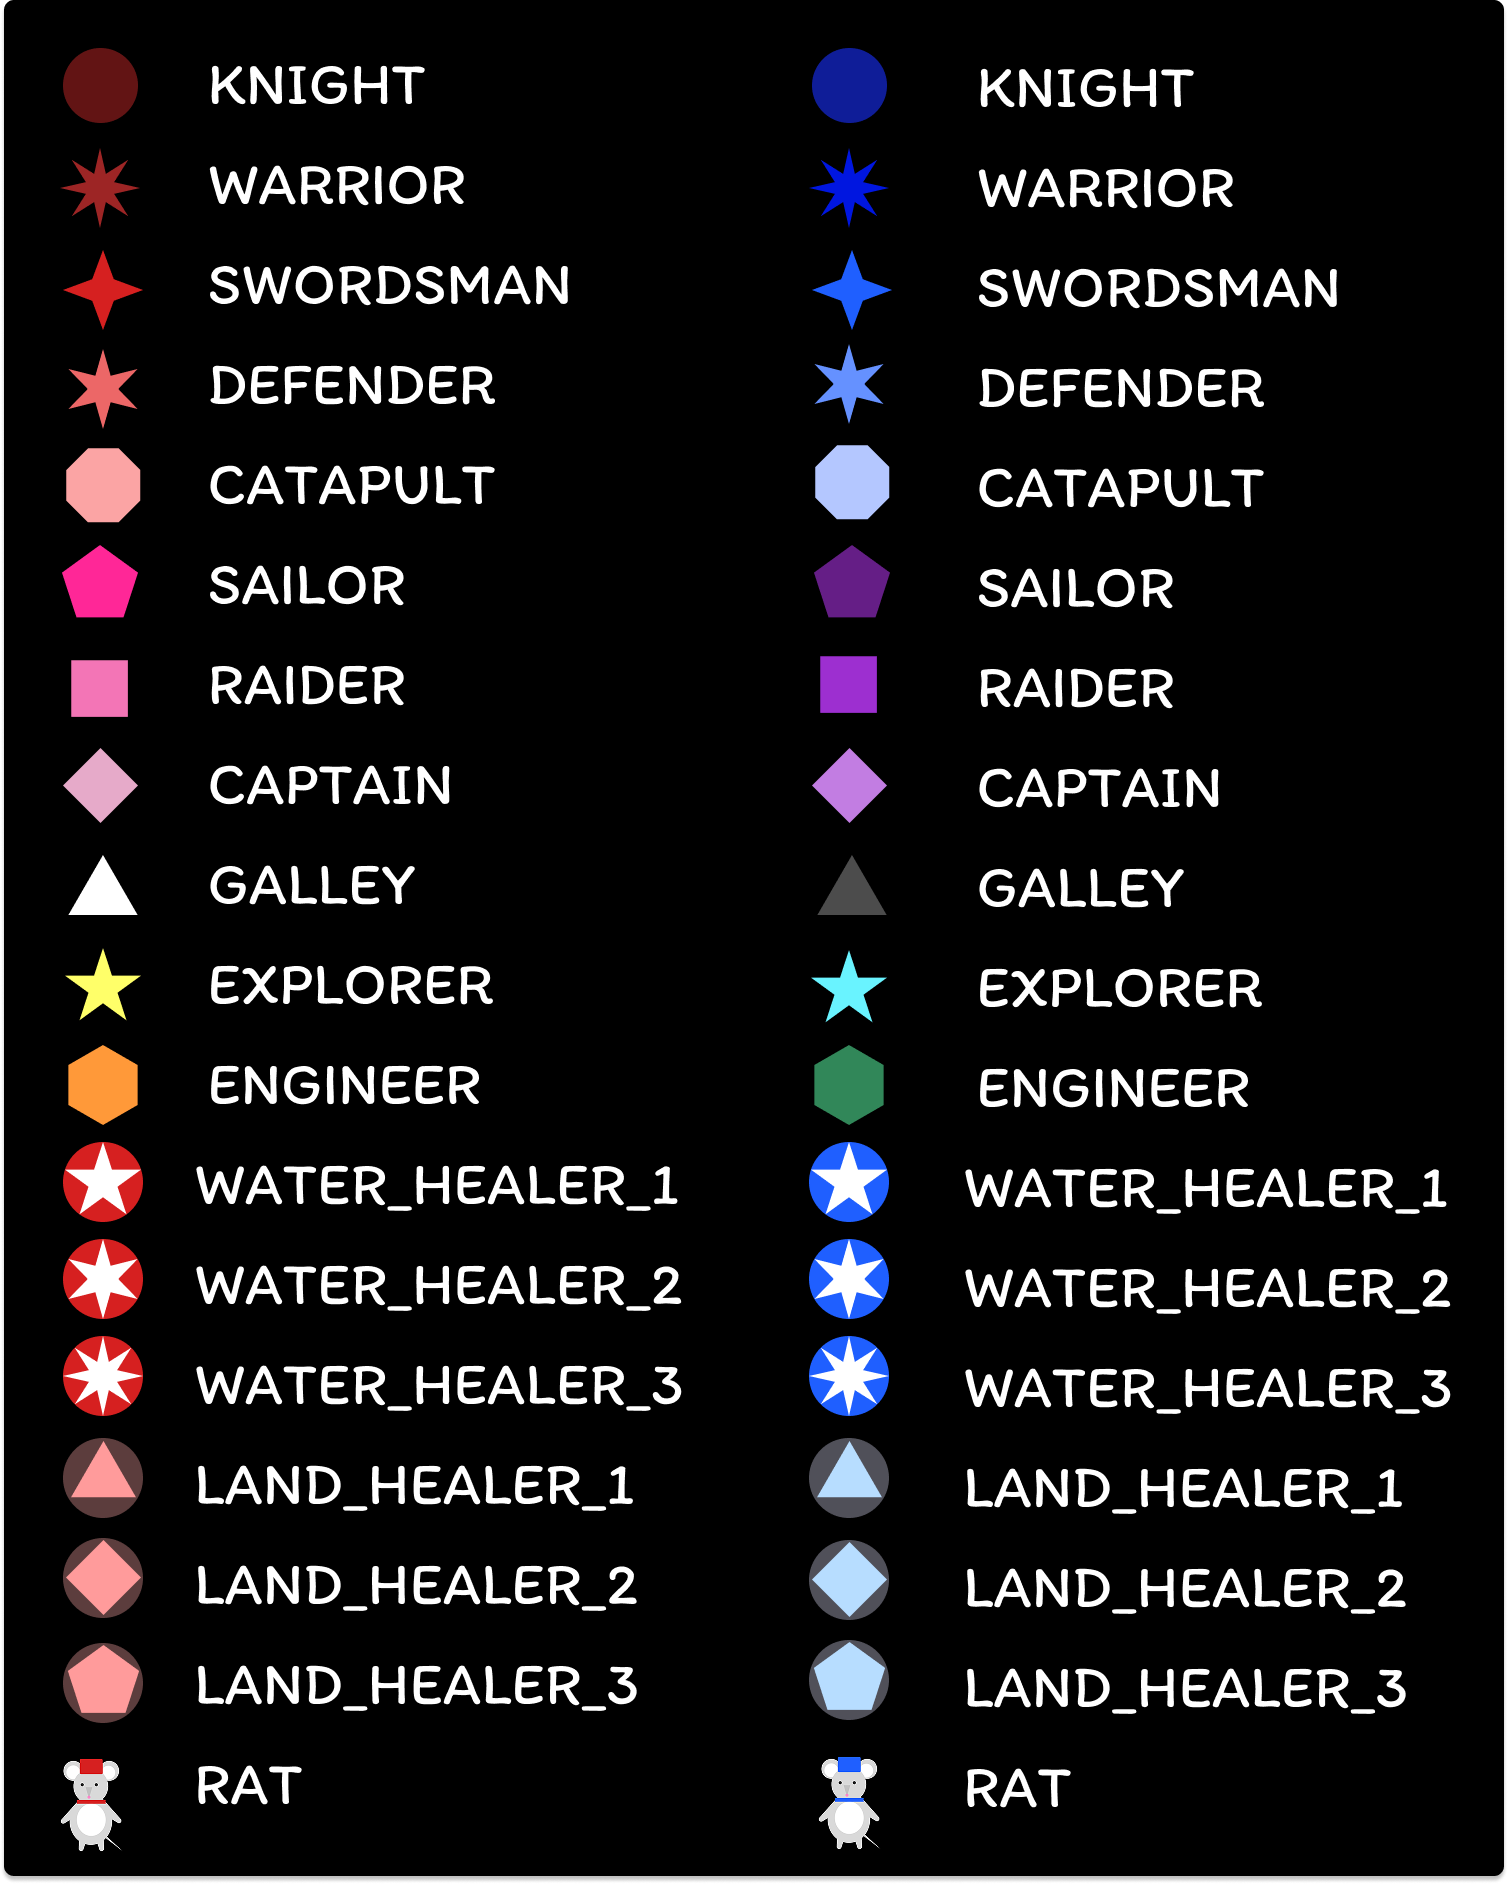 KNIGHT
WARRIOR
SWORDSMAN
DEFENDER
CATAPULT
SAILOR
RAIDER
CAPTAIN
GALLEY
EXPLORER
ENGINEER
WATER_HEALER_1
WATER_HEALER_2
WATER_HEALER_3
LAND_HEALER_1
LAND_HEALER_2
LAND_HEALER_3
RAT
KNIGHT
WARRIOR
SWORDSMAN
DEFENDER
CATAPULT
SAILOR
RAIDER
CAPTAIN
GALLEY
EXPLORER
ENGINEER
WATER_HEALER_1
WATER_HEALER_2
WATER_HEALER_3
LAND_HEALER_1
LAND_HEALER_2
LAND_HEALER_3
RAT